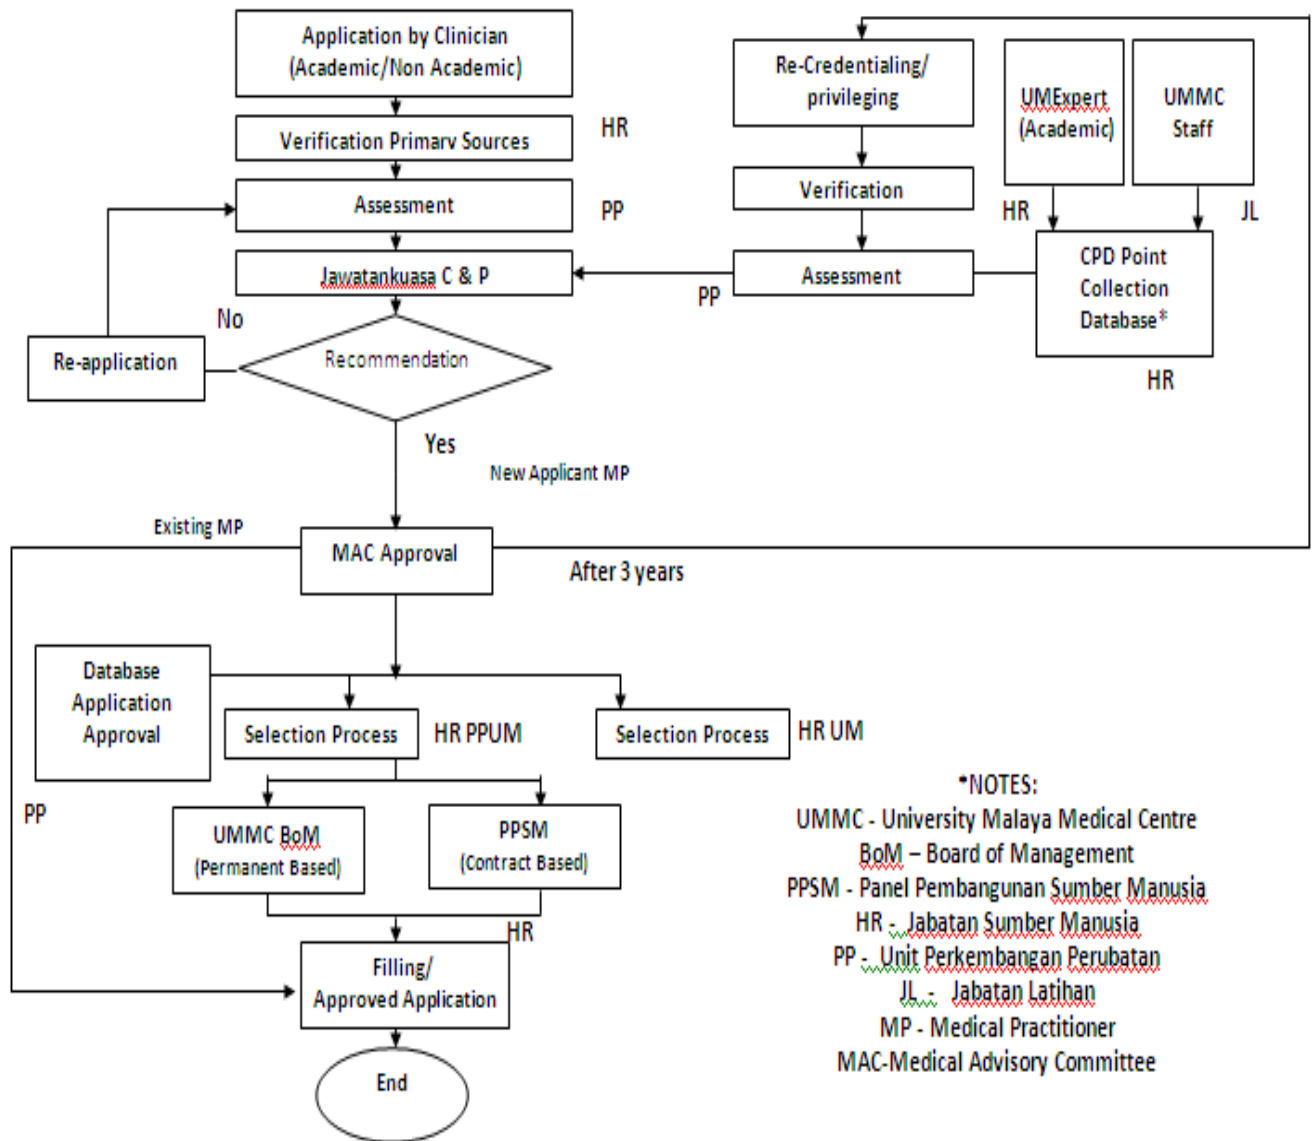 Application by Clinician
(Academic/Non Academic)
Verification Primary Sources
HR
Assessment
PP
Jawatankuasa C & P
No
Re-application
Recommendation
Yes
New Applicant MP
Re-Credentialing/
privileging
Verification
Assessment
PP
UMExpert
(Academic)
UMMC
Staff
HR
JL
CPD Point
Collection
Database*
HR
Existing MP
MAC Approval
After 3 years
Database
Application
Approval
Selection Process
HR PPUM
Selection Process
HR UM
PP
UMMC BoM
(Permanent Based)
PPSM
(Contract Based)
HR
Filling/
Approved Application
End
*NOTES:
UMMC - University Malaya Medical Centre
BoM – Board of Management
PPSM - Panel Pembangunan Sumber Manusia
HR - Jabatan Sumber Manusia
PP - Unit Perkembangan Perubatan
JL - Jabatan Latihan
MP - Medical Practitioner
MAC-Medical Advisory Committee